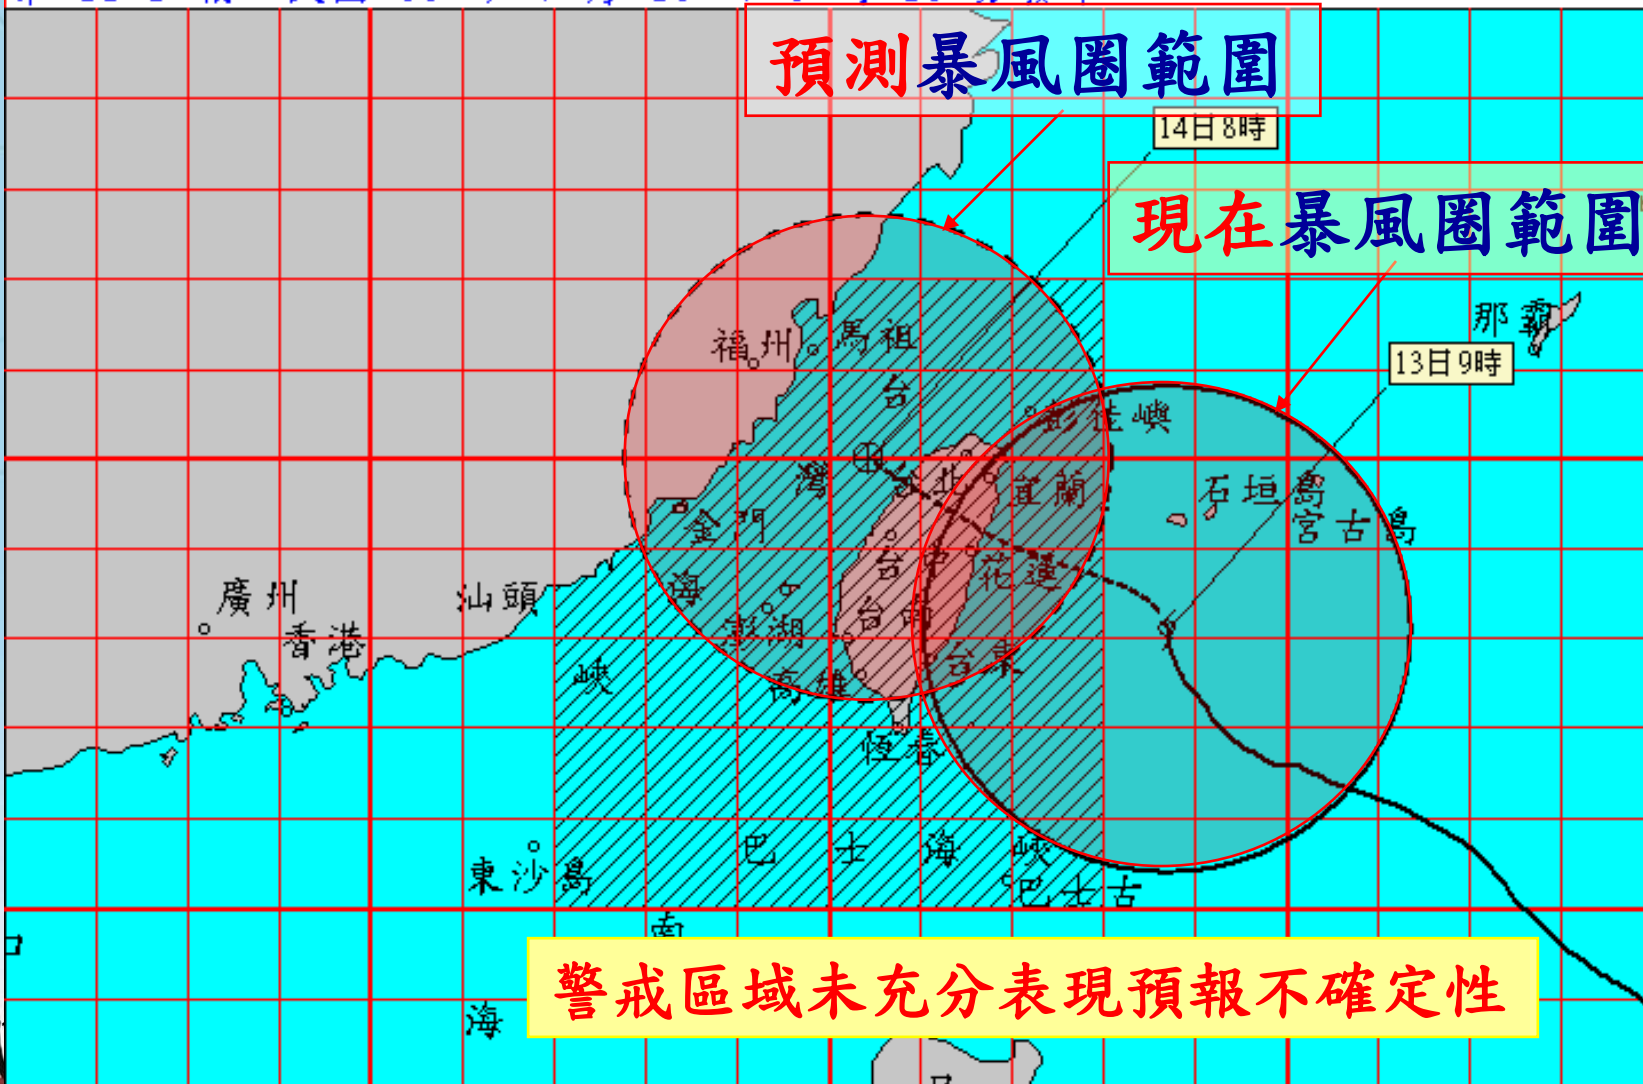 預測暴風圈範圍
14日8時
現在暴風圈範圍
那霸
福州
馬祖
13日9時
台
彭佳嶼
灣
台北
宜蘭
石垣島
宮古島
金門
台中
花蓮
海
廣州
汕頭
台南
澎湖
香港
台東
峽
高雄
恆春
巴士海峽
東沙島
巴士古
南
警戒區域未充分表現預報不確定性
海